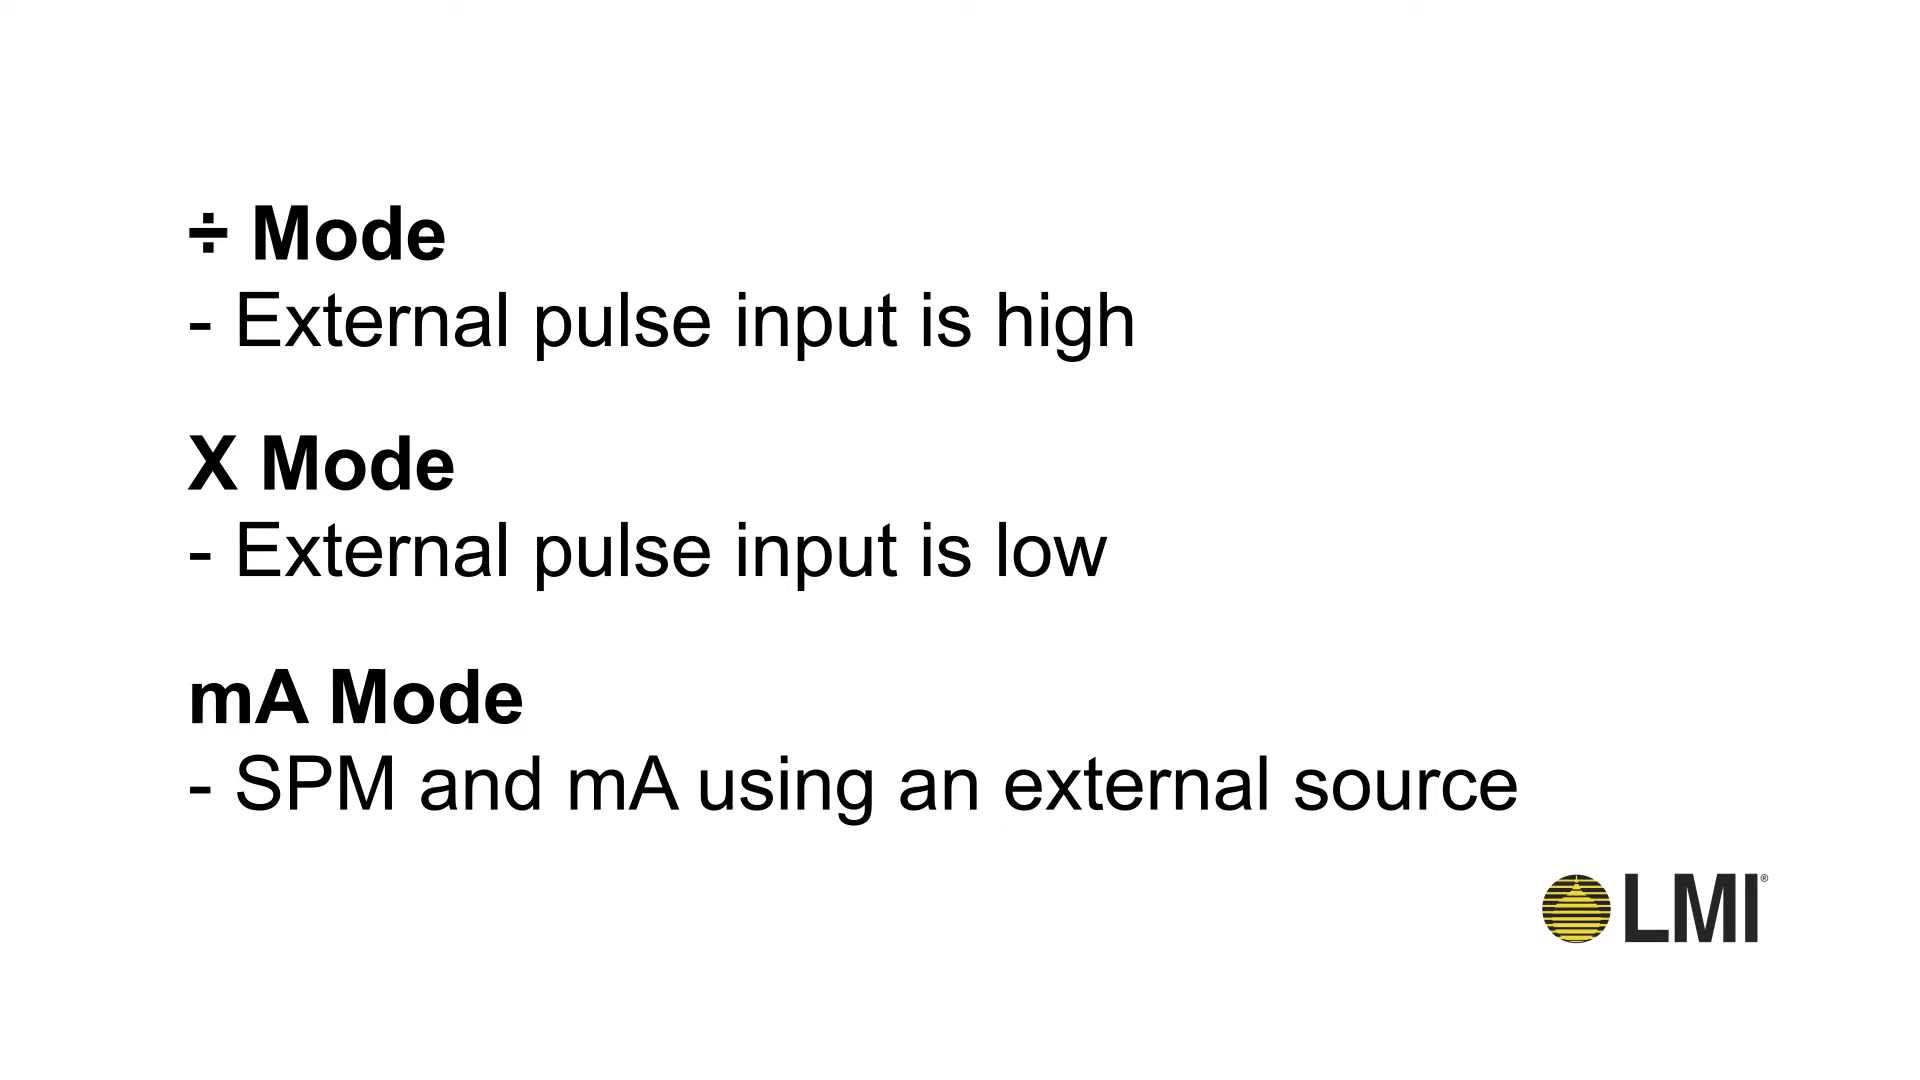 ÷ Mode
- External pulse input is high
X Mode
- External pulse input is low
mA Mode
- SPM and mA using an external source
LMI®